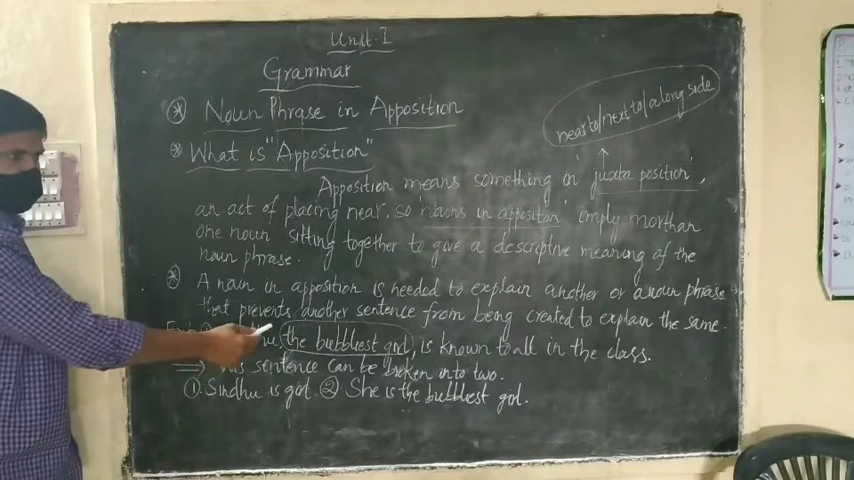 Unit-I
Grammar
* Noun Phrase in Apposition
near to/next to/along side
* What is "Apposition"
Apposition means something in 'juxta position',
an act of placing near. so 'nouns in appositon' imply morthan
one noun sitting together to give a descriptive meaning of the
noun phrase.
* A noun in apposition is needed to explain another or a noun phrase
that prevents another sentence from being created to explain the same.
the bubbliest girl, is known to all in the class.
sentence can be broken into two.
① Sindhu is girl ② She is the bubbliest girl.